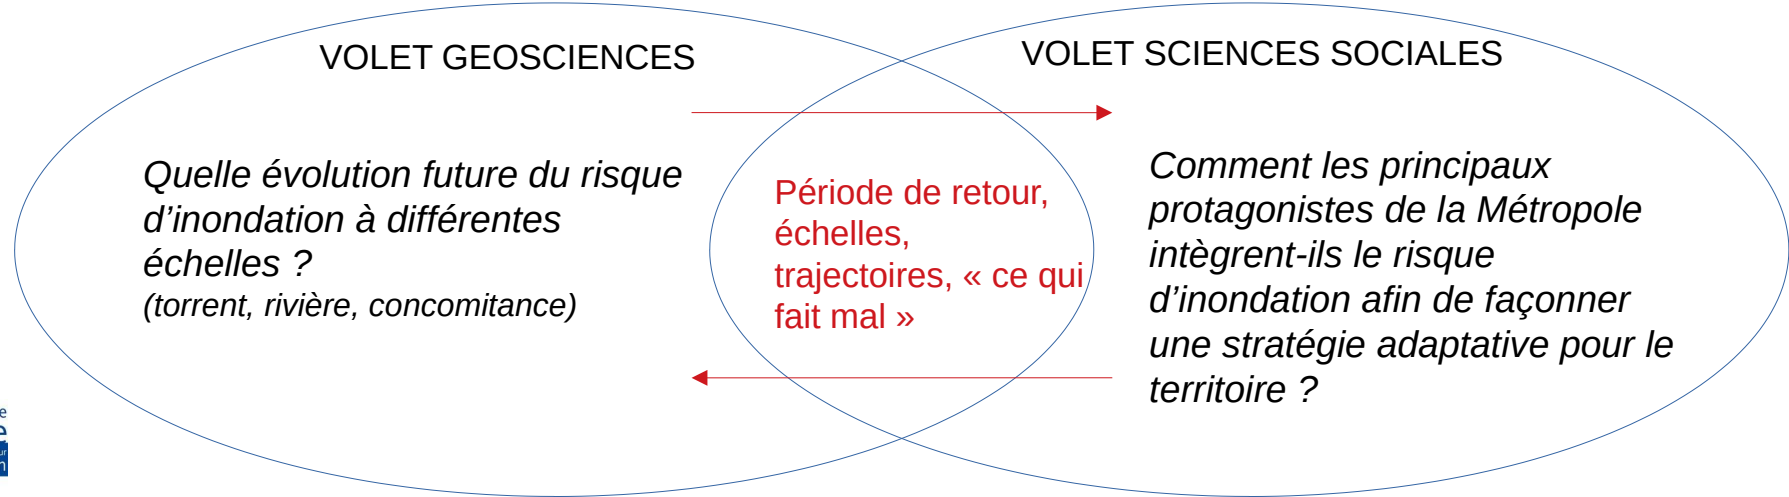 VOLET GEOSCIENCES
Quelle évolution future du risque
d’inondation à différentes
échelles ?
(torrent, rivière, concomitance)
Période de retour,
échelles,
trajectoires, « ce qui
fait mal »
VOLET SCIENCES SOCIALES
Comment les principaux
protagonistes de la Métropole
intègrent-ils le risque
d’inondation afin de façonner
une stratégie adaptative pour le
territoire ?